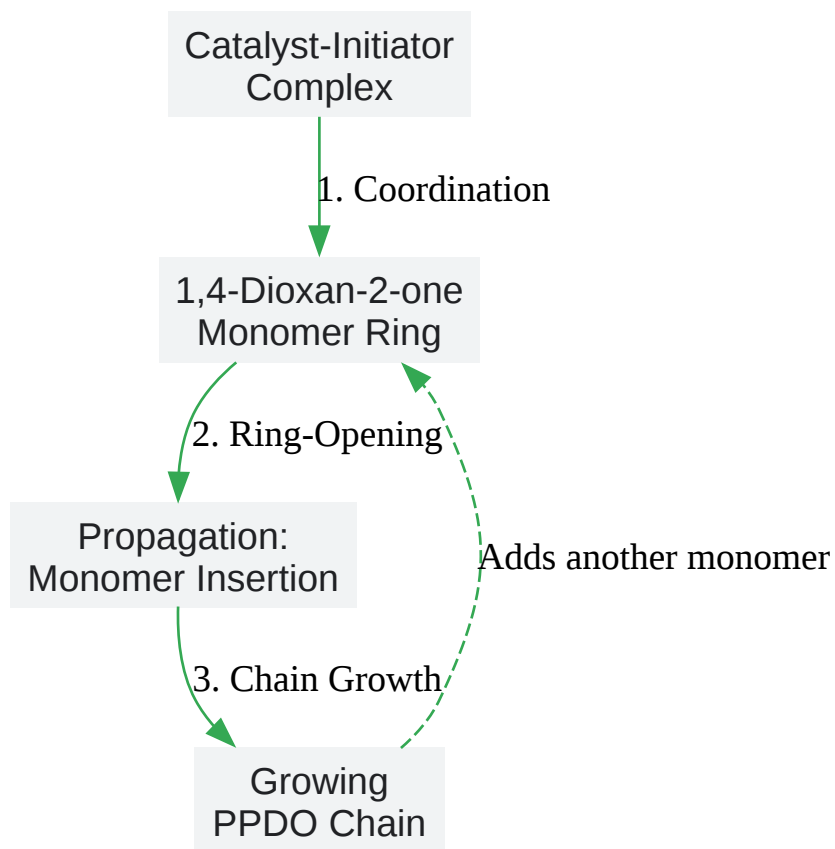 Catalyst-Initiator
Complex
1. Coordination
1,4-Dioxan-2-one
Monomer Ring
2. Ring-Opening
Propagation:
Monomer Insertion
Adds another monomer
3. Chain Growth
Growing
PPDO Chain